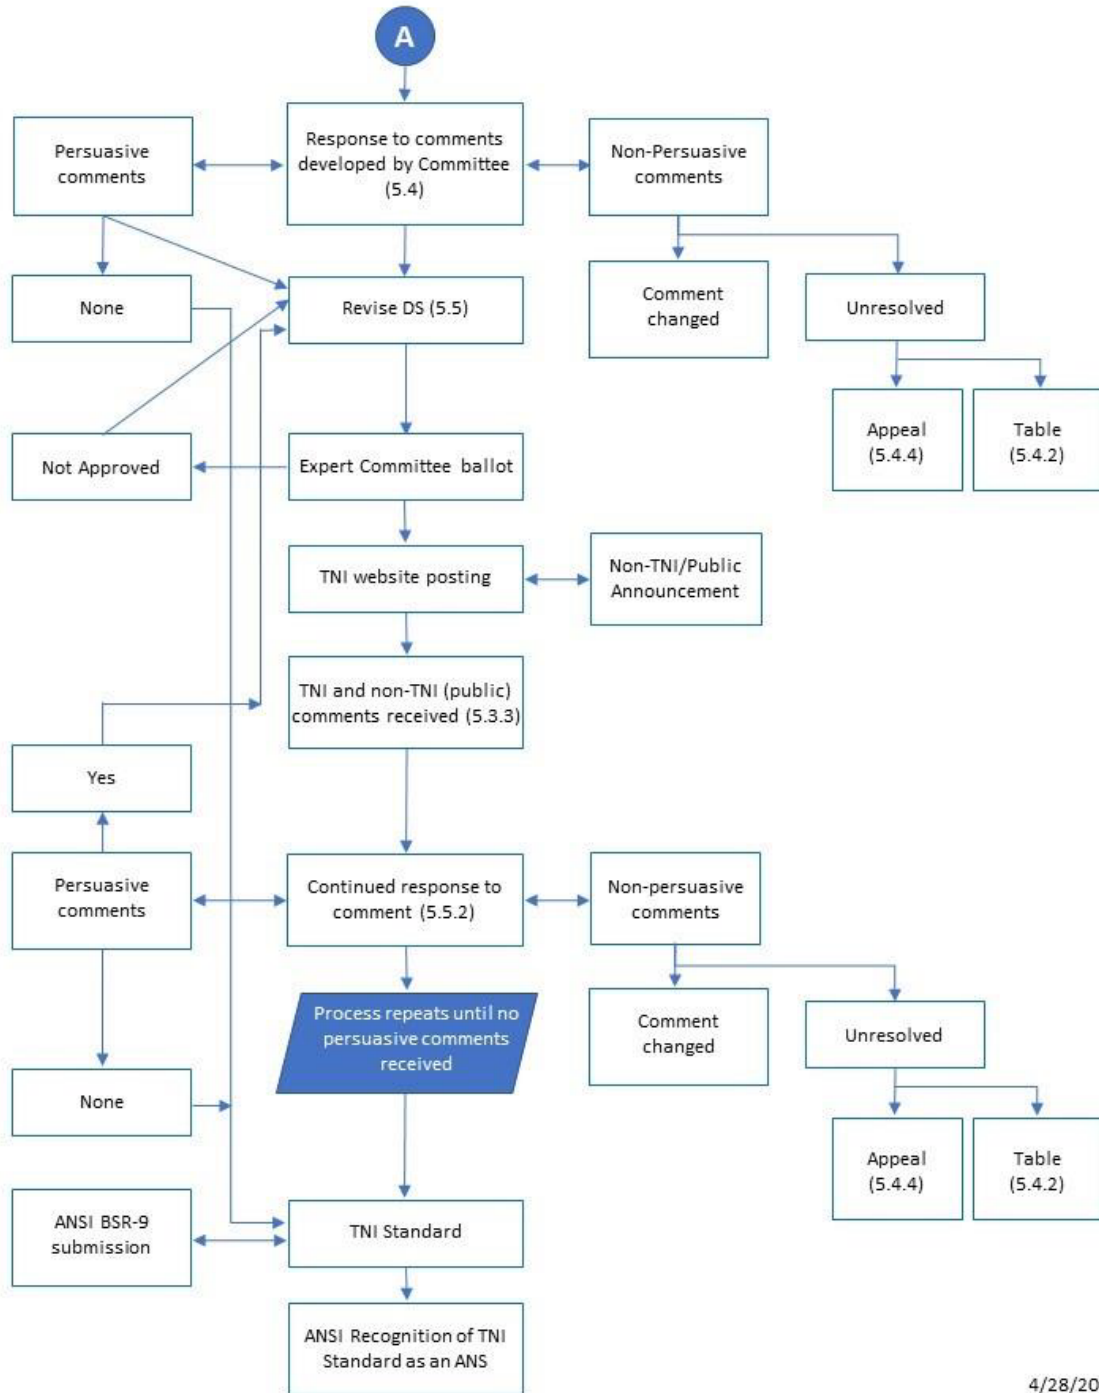 A
Response to comments
developed by Committee
(5.4)
Persuasive
comments
Non-Persuasive
comments
None
Revise DS (5.5)
Comment
changed
Unresolved
Appeal
(5.4.4)
Table
(5.4.2)
Not Approved
Expert Committee ballot
TNI website posting
Non-TNI/Public
Announcement
TNI and non-TNI (public)
comments received (5.3.3)
Yes
Persuasive
comments
Continued response to
comment (5.5.2)
Non-persuasive
comments
Process repeats until no
persuasive comments
received
Comment
changed
Unresolved
None
Appeal
(5.4.4)
Table
(5.4.2)
ANSI BSR-9
submission
TNI Standard
ANSI Recognition of TNI
Standard as an ANS
4/28/20